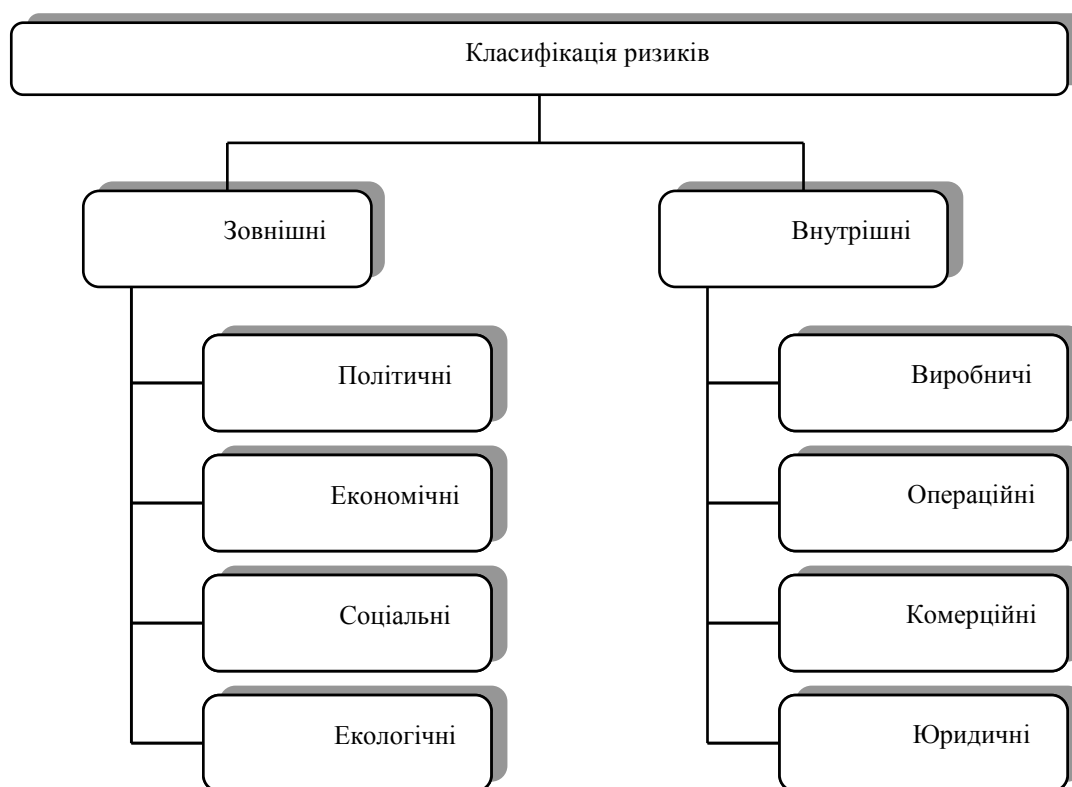 Класифікація ризиків
Зовнішні
Внутрішні
Політичні
Виробничі
Економічні
Операційні
Соціальні
Комерційні
Екологічні
Юридичні